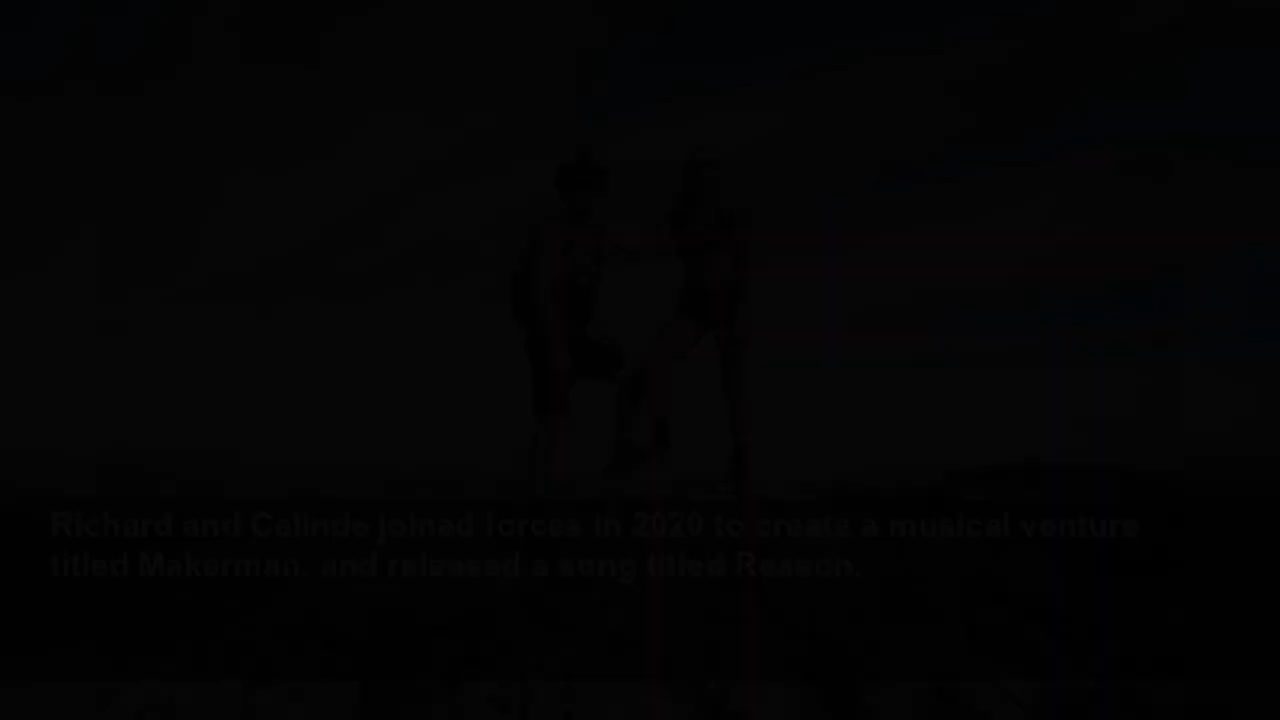 Richard and Calinde joined forces in 2020 to create a musical venture
titled Makerman, and released a song titled Reason.